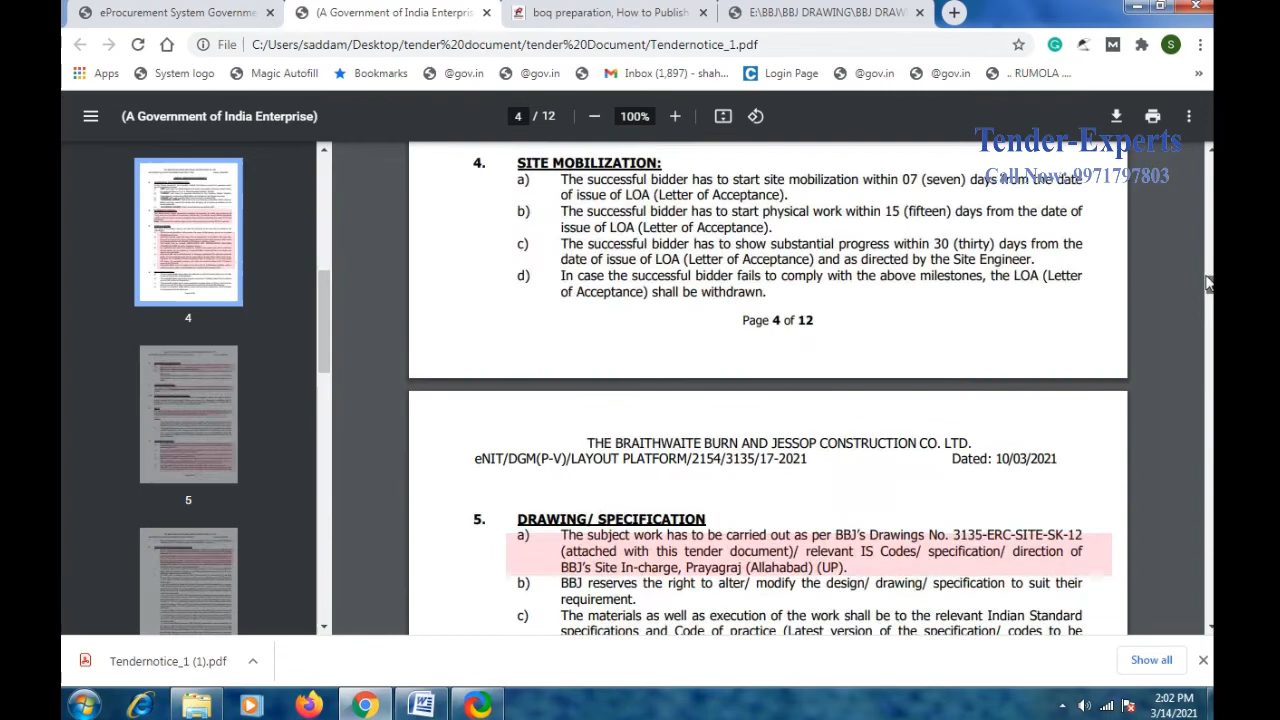 eProcurement System Governme
(A Government of India Enterpris
boq preparation, How to Publish
E:\BBJ\BBJ DRAWING\BBJ D
File
C:/Users/saddam/Desktop/tender%20document/tender%20Document/Tendernotice_1.pdf
S
Apps
System logo
Magic Autofill
Bookmarks
@gov.in
@gov.in
Inbox (1,897) - shah...
Login Page
@gov.in
@gov.in
.. RUMOLA ....
(A Government of India Enterprise)
4 / 12
100%
Tender-Experts
Call Now: 8971797803
4. SITE MOBILIZATION:
a) The successful bidder has to start site mobilization within 07 (seven) days from the date
of issue of LOA (Letter of Acceptance).
b) The successful bidder has to start physical work within 15 (fifteen) days from the date of
issue of LOA (Letter of Acceptance).
c) The successful bidder has to show substantial progress within 30 (thirty) days from the
date of issue of LOA (Letter of Acceptance) and as directed by the Site Engineer.
d) In case successful bidder fails to comply with the above milestones, the LOA (Letter
of Acceptance) shall be withdrawn.
Page 4 of 12
THE BRAITHWAITE BURN AND JESSOP CONSTRUCTION CO. LTD.
eNIT/DGM(P-V)/LAYOUT PLATFORM/2154/3135/17-2021 Dated: 10/03/2021
5. DRAWING/ SPECIFICATION
a) The subject work has to be carried out as per BBJ's Drawings No. 3135-ERC-SITE-SK-12
(attached with this tender document)/ relevant IS codes/ specification/ direction of
BBJ's Site In-charge, Prayagraj (Allahabad) (UP).
b) BBJ reserves the right to alter/ modify the design/drawing/ specification to suit their
requirement.
c) The materials as well as execution of the work shall be to the relevant Indian Standard
specifications and Code of practice (Latest version of the specification/ codes to be
4
5
Tendernotice_1 (1).pdf
Show all
2:02 PM
3/14/2021